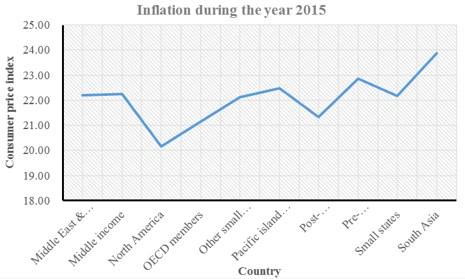 Inflation during the year 2015
Consumer price index
25.00
24.00
23.00
22.00
21.00
20.00
19.00
18.00
Middle East &...
Middle income
North America
OECD members
Other small...
Pacific island...
Post-...
Pre-...
Small states
South Asia
Country